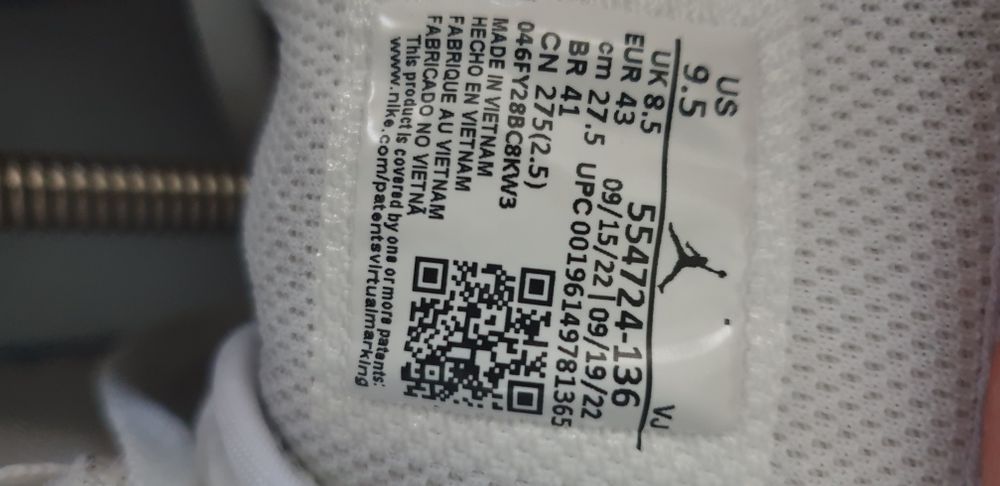 US
9.5
VJ
UK 8.5
EUR 43
554724-136
cm 27.5
09/15/22|09/19/22
BR 41
UPC 00196149781365
CN 275(2.5)
046FY28BC8KW3
MADE IN VIETNAM
HECHO EN VIETNAM
FABRIQUE AU VIETNAM
FABRICADO NO VIETNÃ
This product is covered by one or more patents:
www.nike.com/patentsvirtualmarking